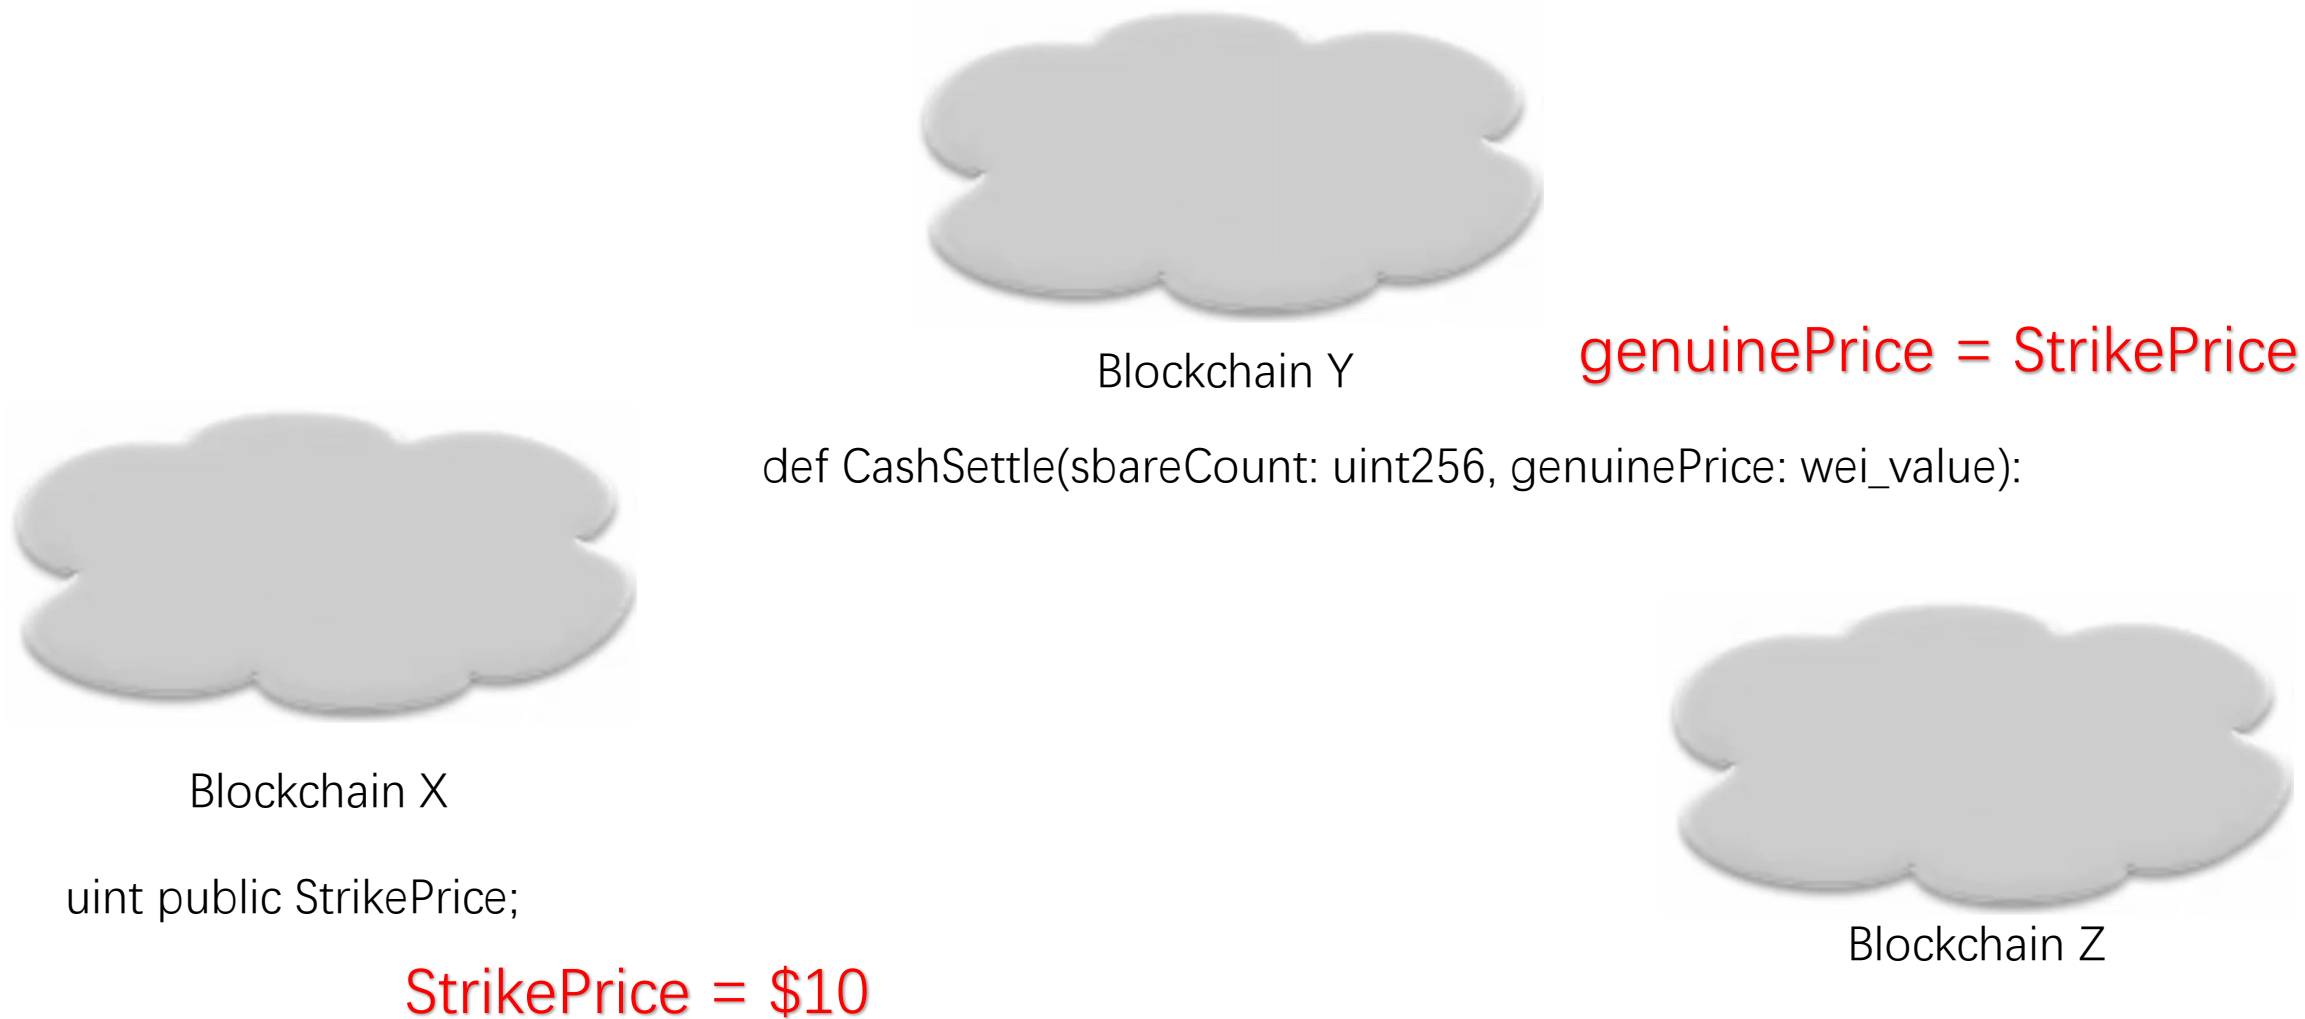 Blockchain Y
genuinePrice = StrikePrice
def CashSettle(sbareCount: uint256, genuinePrice: wei_value):
Blockchain X
uint public StrikePrice;
StrikePrice = $10
Blockchain Z